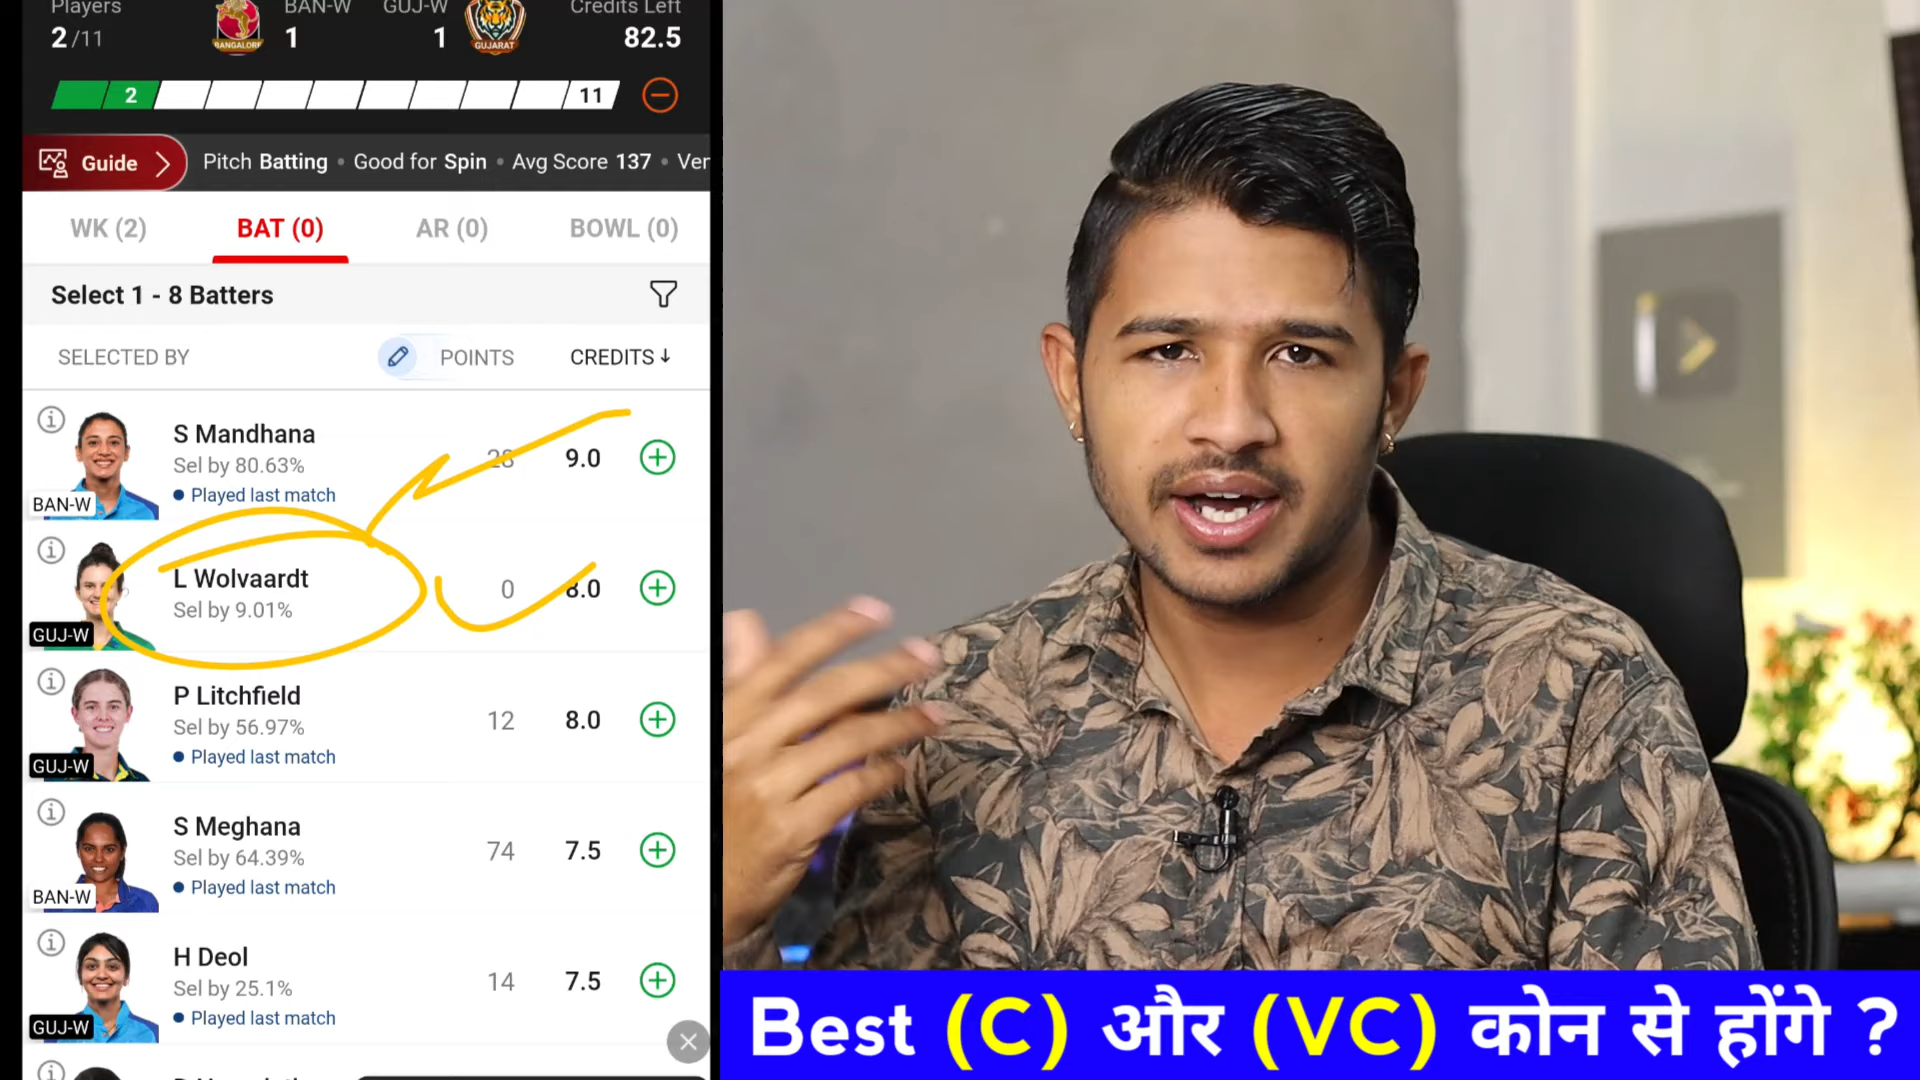 Players
BAN-W
GUJ-W
Credits Left
2/11
1
1
82.5
BANGALORE
GUJARAT
2
11
Guide
Pitch Batting • Good for Spin • Avg Score 137 • Ver
WK (2)
BAT (0)
AR (0)
BOWL (0)
Select 1 - 8 Batters
SELECTED BY
POINTS
CREDITS↓
S Mandhana
Sel by 80.63%
28
9.0
Played last match
BAN-W
L Wolvaardt
Sel by 9.01%
0
8.0
GUJ-W
P Litchfield
Sel by 56.97%
12
8.0
Played last match
GUJ-W
S Meghana
Sel by 64.39%
74
7.5
Played last match
BAN-W
H Deol
Sel by 25.1%
14
7.5
Played last match
GUJ-W
Best (C) और (VC) कोन से होंगे ?